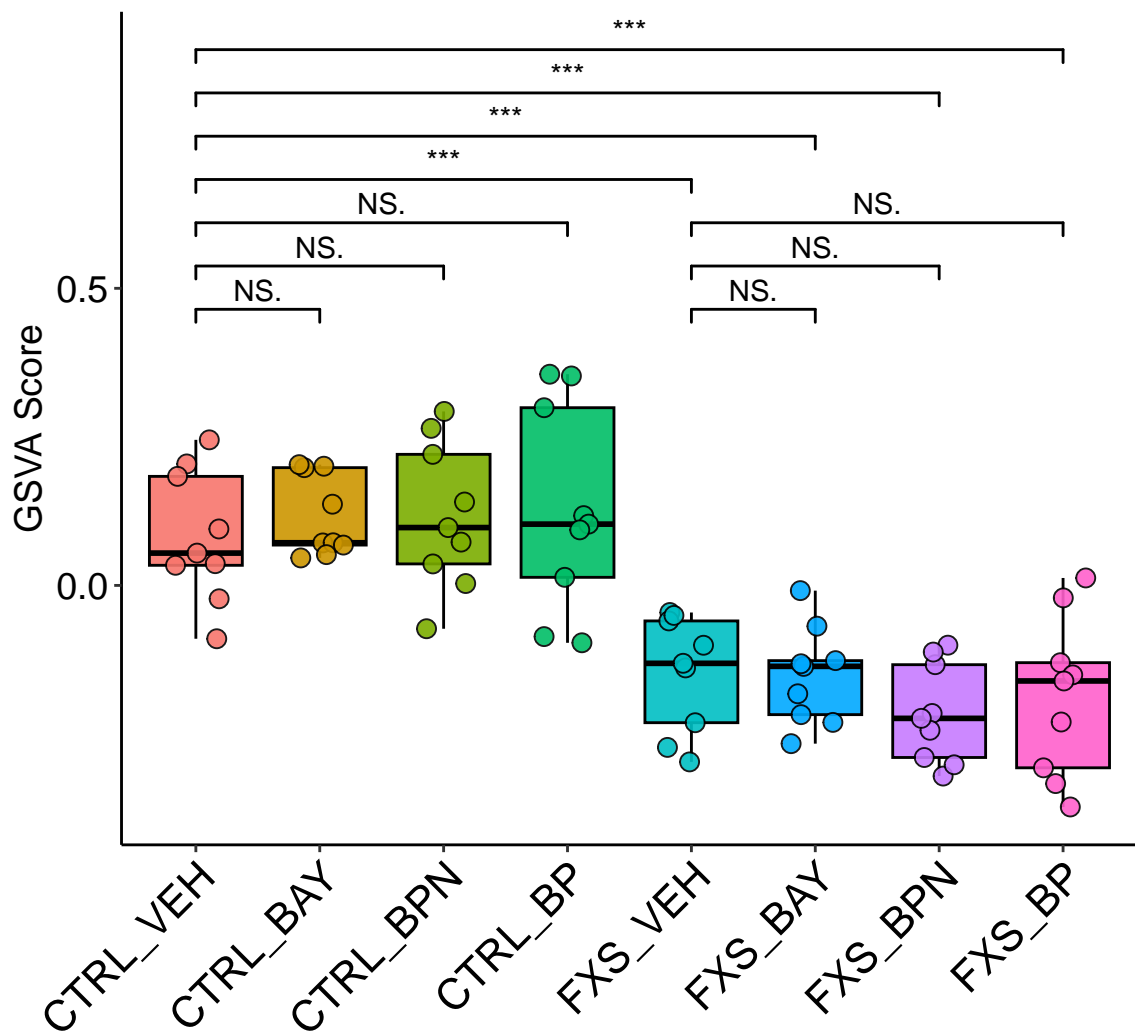 ***
***
***
***
NS.
NS.
NS.
NS.
NS.
NS.
0.5
0.0
GSVA Score
CTRL_VEH
CTRL_BAY
CTRL_BPN
CTRL_BP
FXS_VEH
FXS_BAY
FXS_BPN
FXS_BP